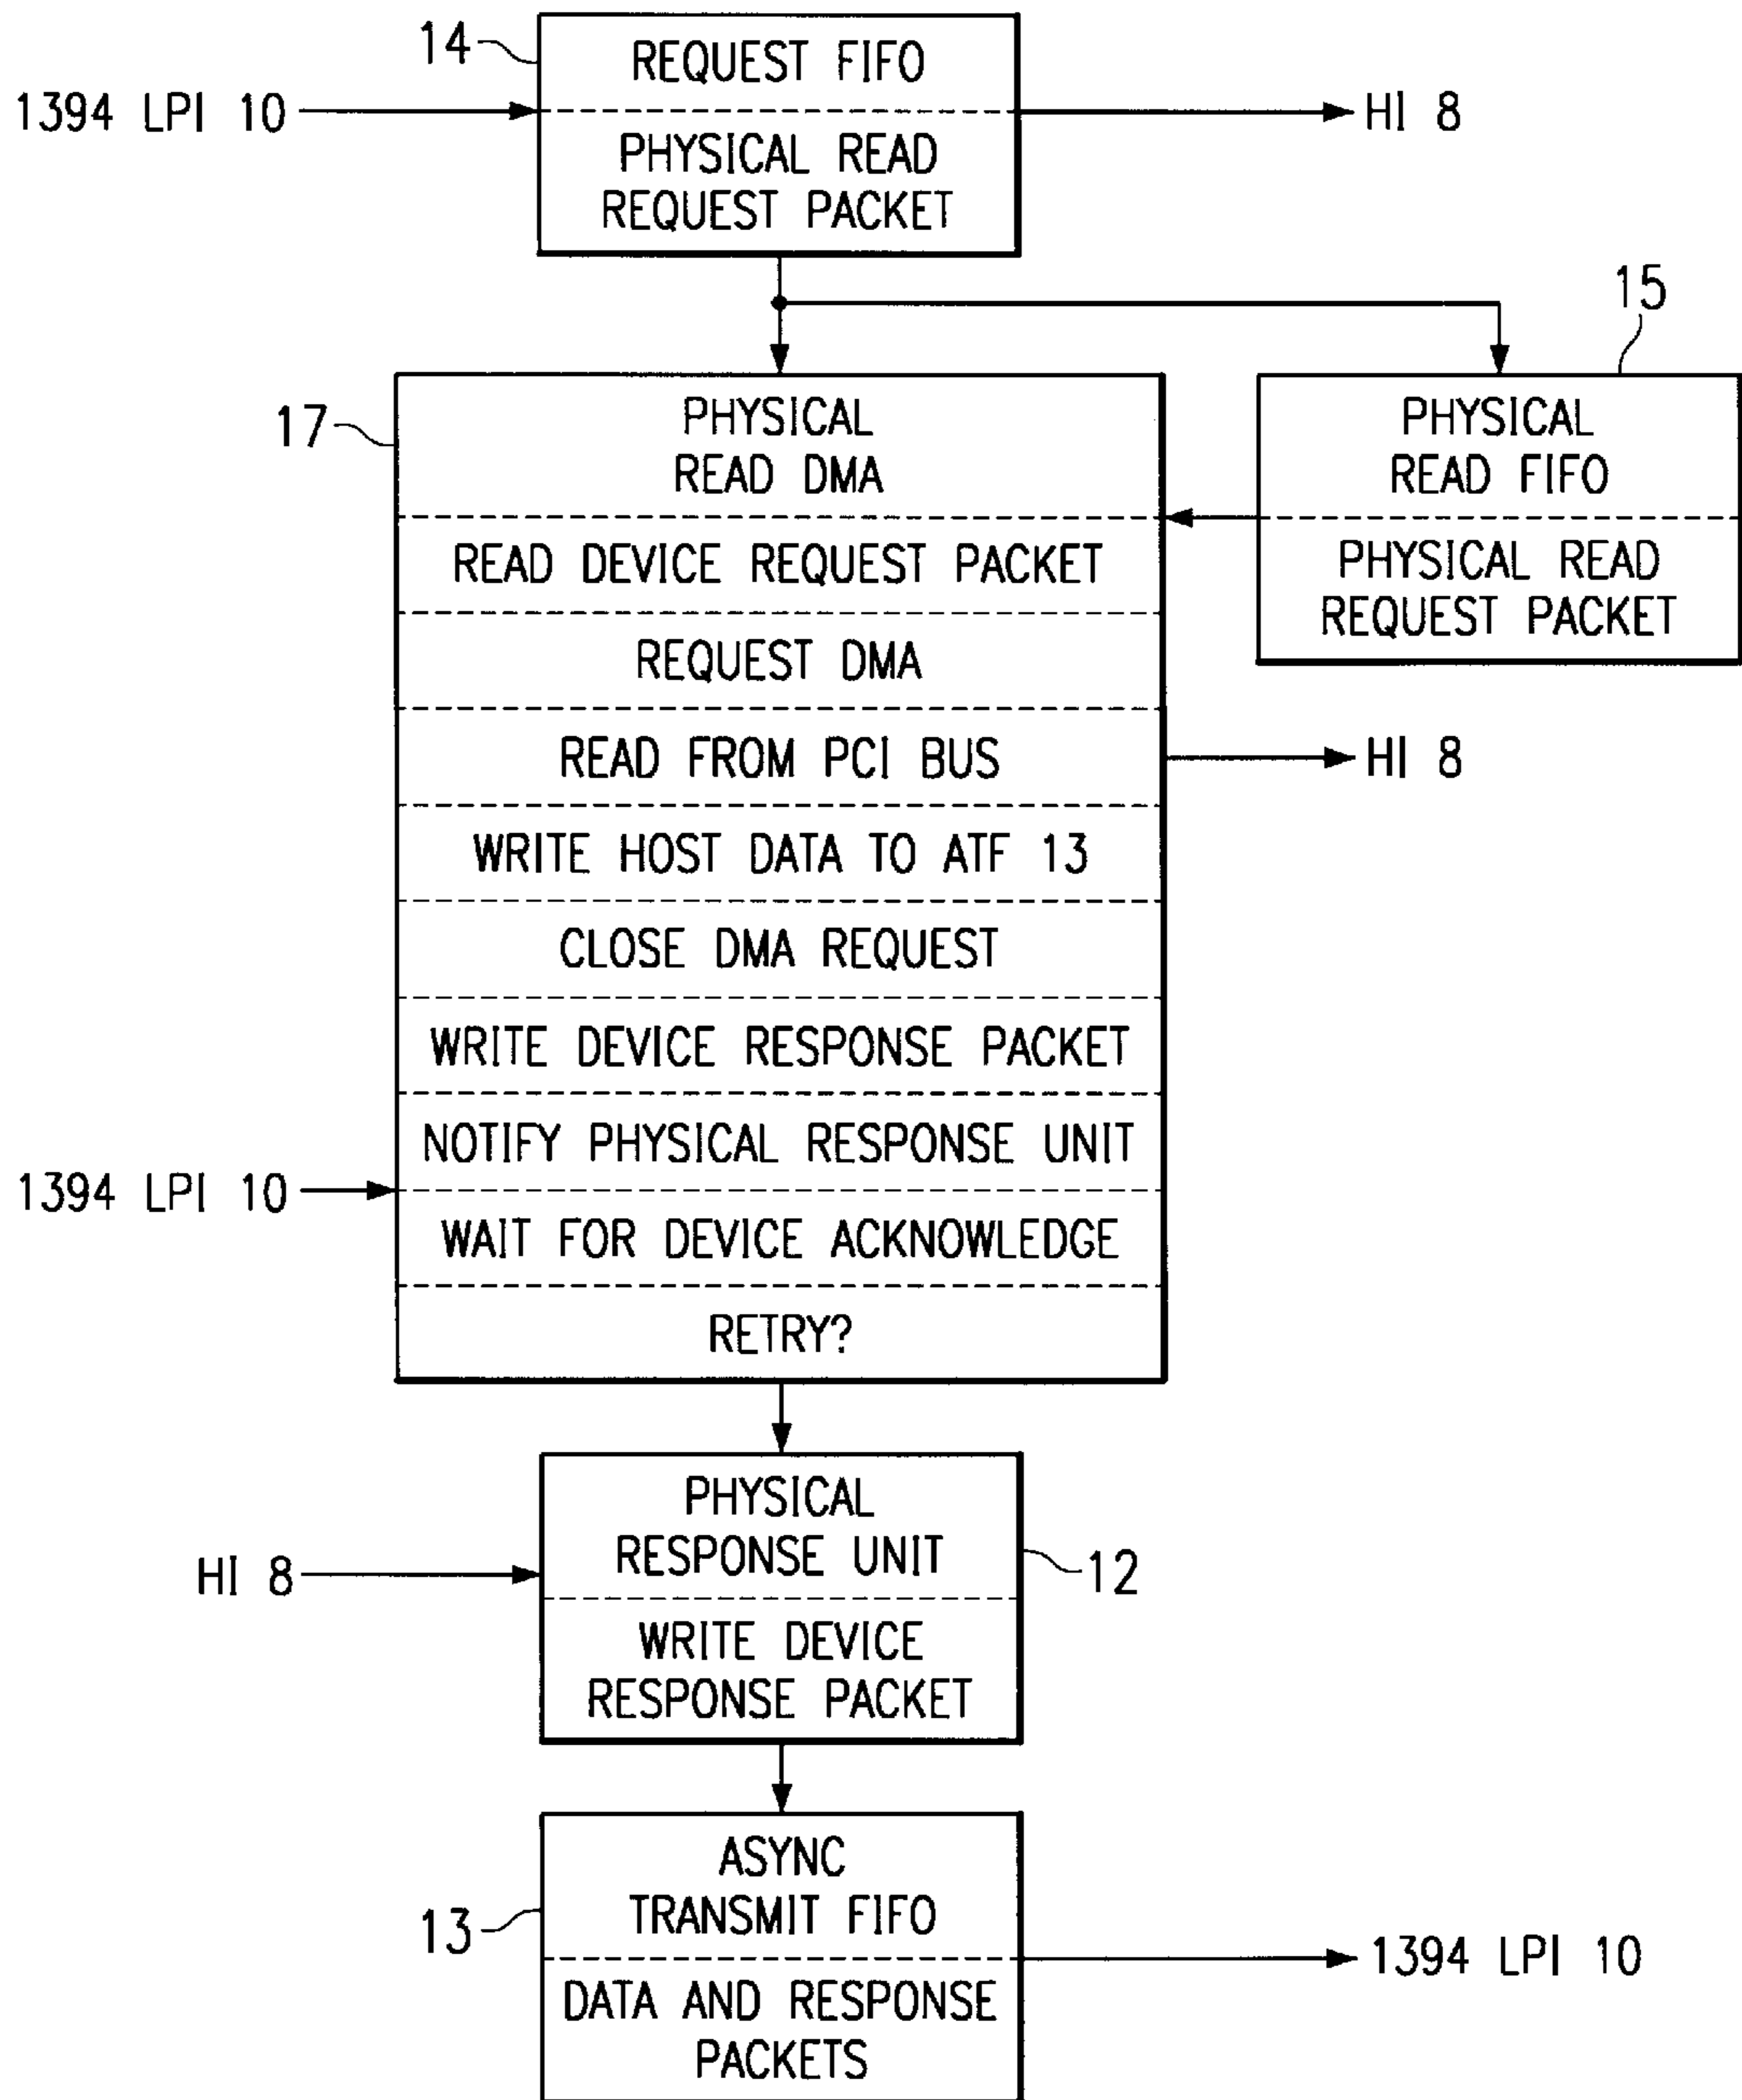 14
REQUEST FIFO
1394 LPI 10
HI 8
PHYSICAL READ
REQUEST PACKET
15
17
PHYSICAL
READ DMA
PHYSICAL
READ FIFO
READ DEVICE REQUEST PACKET
PHYSICAL READ
REQUEST PACKET
REQUEST DMA
READ FROM PCI BUS
HI 8
WRITE HOST DATA TO ATF 13
CLOSE DMA REQUEST
WRITE DEVICE RESPONSE PACKET
NOTIFY PHYSICAL RESPONSE UNIT
1394 LPI 10
WAIT FOR DEVICE ACKNOWLEDGE
RETRY?
PHYSICAL
RESPONSE UNIT
HI 8
12
WRITE DEVICE
RESPONSE PACKET
ASYNC
TRANSMIT FIFO
13
1394 LPI 10
DATA AND RESPONSE
PACKETS